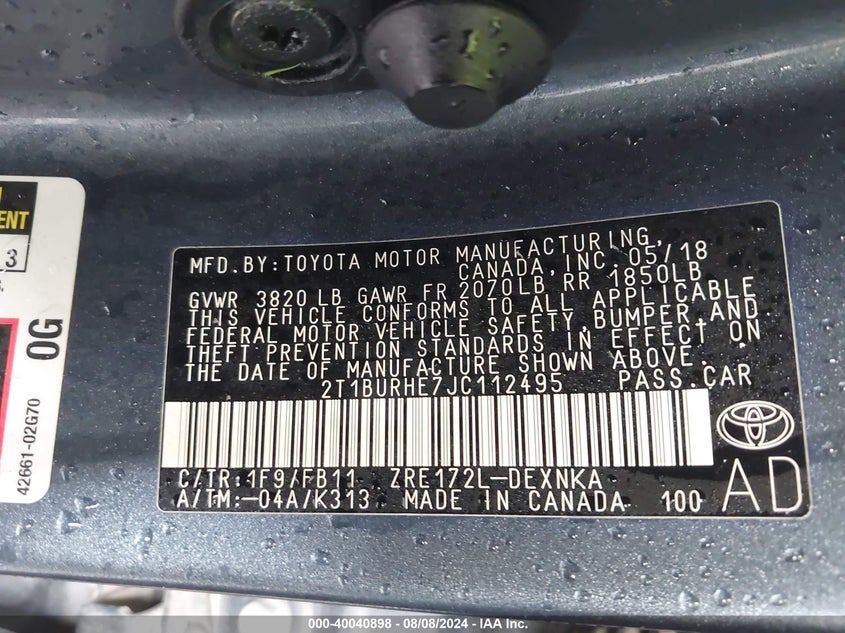 MFD.BY:TOYOTA MOTOR MANUFACTURING,
CANADA,INC. 05/18
GVWR 3820 LB GAWR FR 2070LB, RR 1850LB
THIS VEHICLE CONFORMS TO ALL APPLICABLE
FEDERAL MOTOR VEHICLE SAFETY,BUMPER,AND
THEFT PREVENTION STANDARDS IN EFFECT ON
THE DATE OF MANUFACTURE SHOWN ABOVE.
2T1BURHE7JC112495 PASS.CAR
C/TR:1F9/FB11 ZRE172L-DEXNKA
A/TM:-04A/K313 MADE IN CANADA 100
AD
0G
42661-02G70
000-40040898 - 08/08/2024 - IAA Inc.